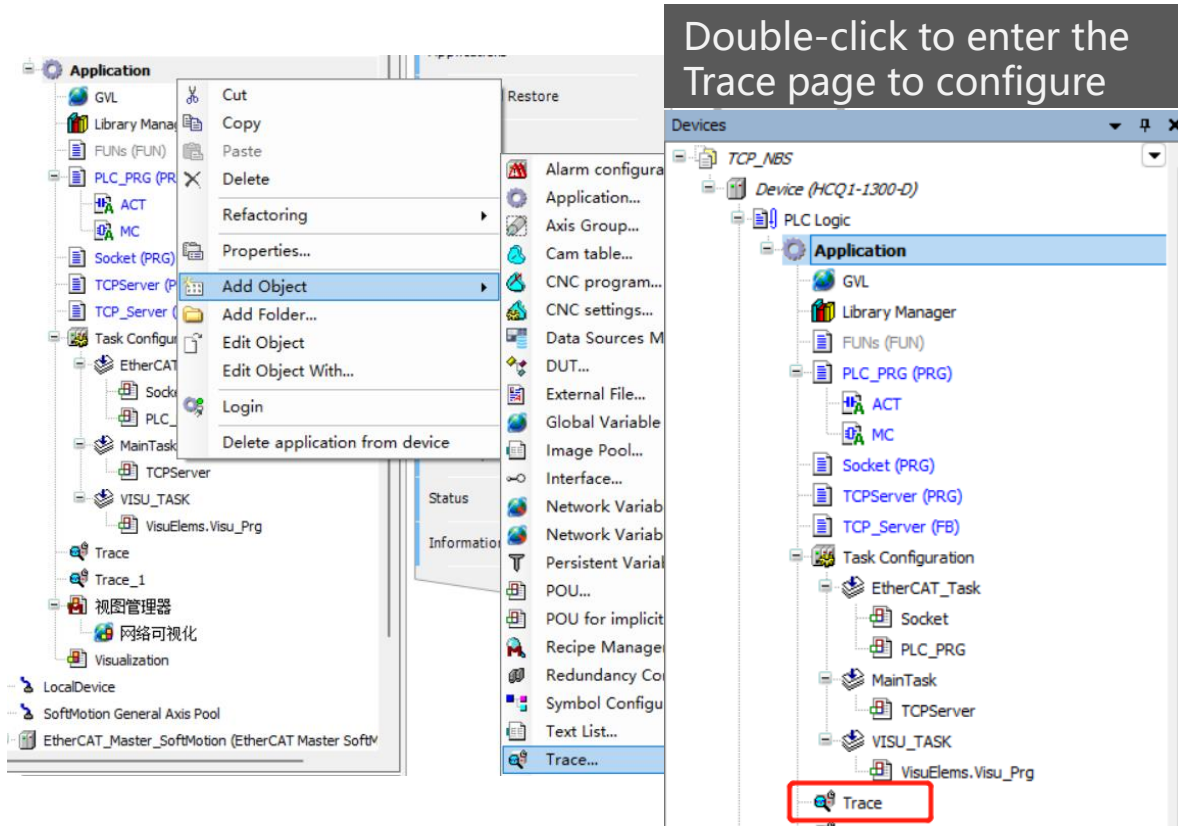 Double-click to enter the
Trace page to configure
Application
GVL
Library Mana
FUNs (FUN)
PLC_PRG (PR
ACT
MC
Socket (PRG)
TCPServer (P
TCP_Server (
Task Configur
EtherCAT
Socke
PLC_
MainTask
TCPServer
VISU_TASK
VisuElems.Visu_Prg
Trace
Trace_1
视图管理器
网络可视化
Visualization
LocalDevice
SoftMotion General Axis Pool
EtherCAT_Master_SoftMotion (EtherCAT Master SoftM
Cut
Copy
Paste
Delete
Refactoring
Properties...
Add Object
Add Folder...
Edit Object
Edit Object With...
Login
Delete application from device
Restore
Status
Information
Alarm configura
Application...
Axis Group...
Cam table...
CNC program...
CNC settings...
Data Sources M
DUT...
External File...
Global Variable
Image Pool...
Interface...
Network Variab
Network Variab
Persistent Varial
POU...
POU for implicit
Recipe Manage
Redundancy Co
Symbol Configu
Text List...
Trace...
Devices
TCP_NBS
Device (HCQ1-1300-D)
PLC Logic
Application
GVL
Library Manager
FUNs (FUN)
PLC_PRG (PRG)
ACT
MC
Socket (PRG)
TCPServer (PRG)
TCP_Server (FB)
Task Configuration
EtherCAT_Task
Socket
PLC_PRG
MainTask
TCPServer
VISU_TASK
VisuElems.Visu_Prg
Trace